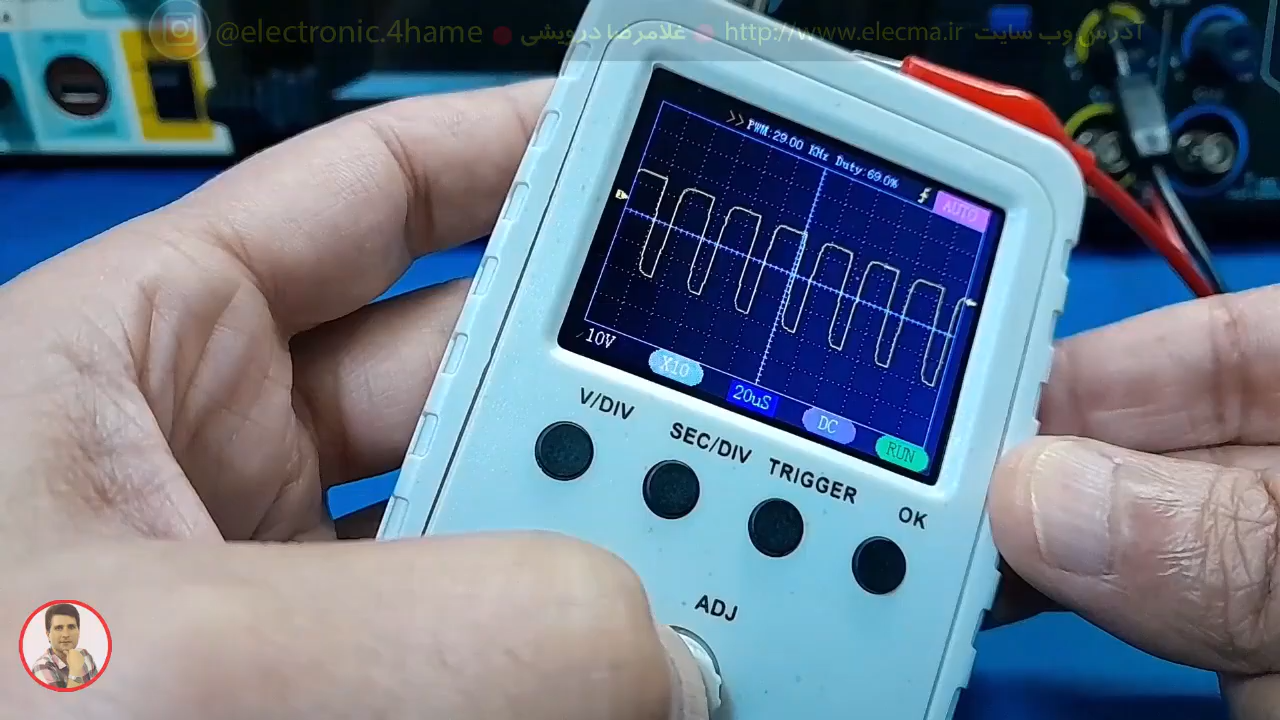 @electronic.4hame ● غلامرضا درویشی ● http://www.elecma.ir آدرس وب سایت
>>PWM:29.00 KHz Duty:69.0%
AUTO
10V
X10
20uS
DC
RUN
V/DIV
SEC/DIV
TRIGGER
OK
ADJ